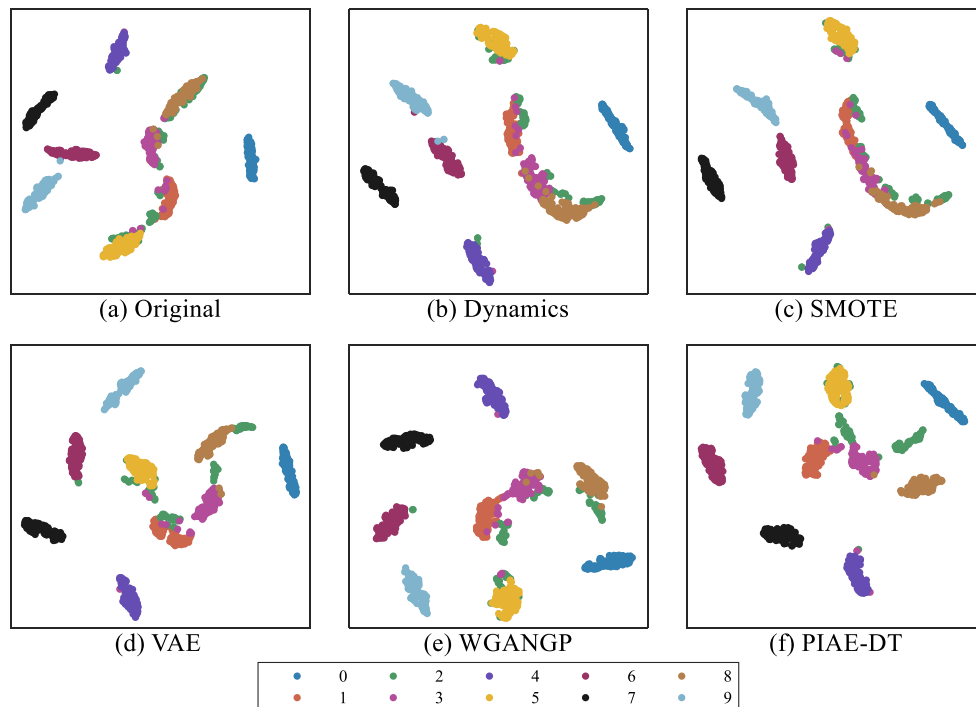 (a) Original (b) Dynamics (c) SMOTE
(d) VAE (e) WGANGP (f) PIAE-DT
0 2 4 6 8
1 3 5 7 9